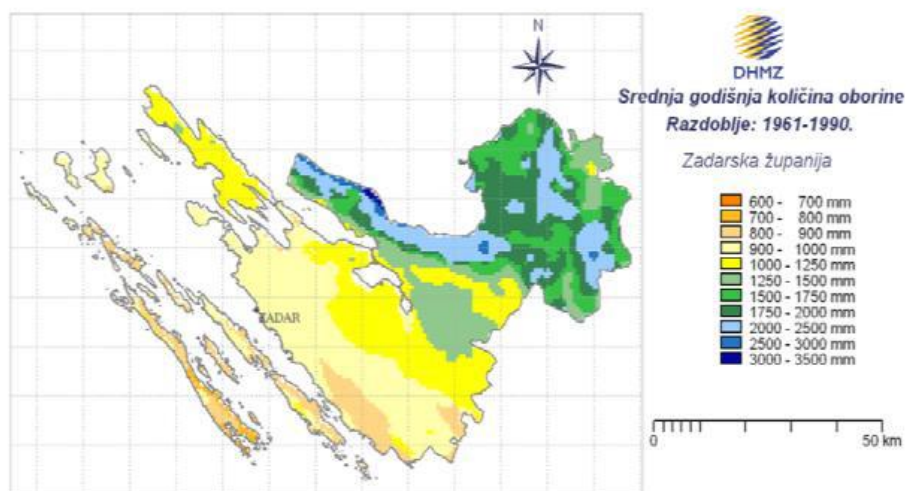 N
DHMZ
Srednja godišnja količina oborine
Razdoblje: 1961-1990.
Zadarska županija
600 - 700 mm
700 - 800 mm
800 - 900 mm
900 - 1000 mm
1000 - 1250 mm
1250 - 1500 mm
1500 - 1750 mm
1750 - 2000 mm
2000 - 2500 mm
2500 - 3000 mm
3000 - 3500 mm
ZADAR
0 50 km